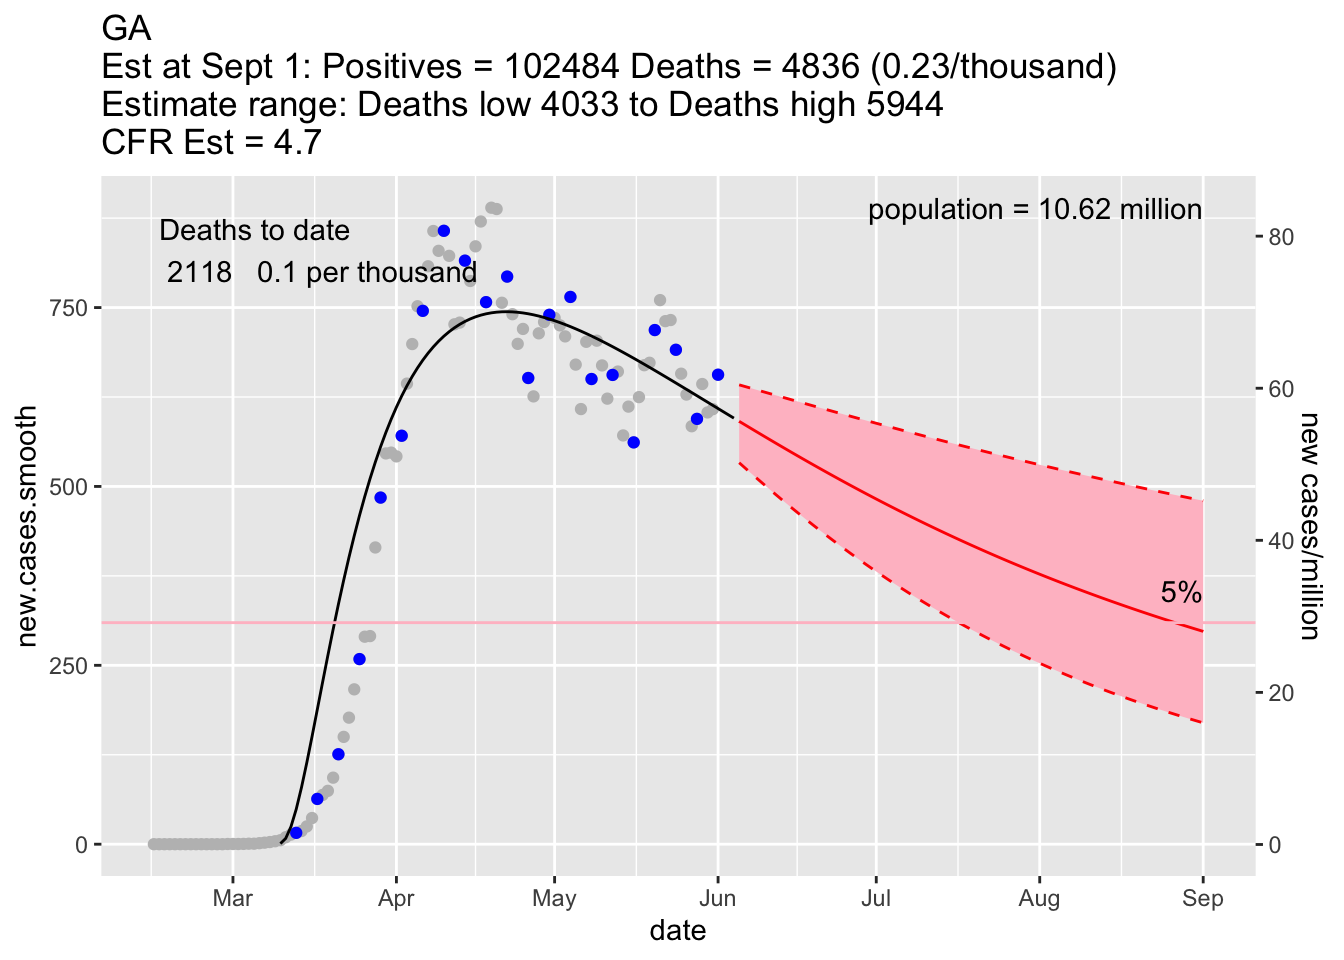 GA
Est at Sept 1: Positives = 102484 Deaths = 4836 (0.23/thousand)
Estimate range: Deaths low 4033 to Deaths high 5944
CFR Est = 4.7
Deaths to date
2118 0.1 per thousand
population = 10.62 million
5%
new.cases.smooth
750
500
250
0
80
60
40
20
0
new cases/million
Mar Apr May Jun Jul Aug Sep
date